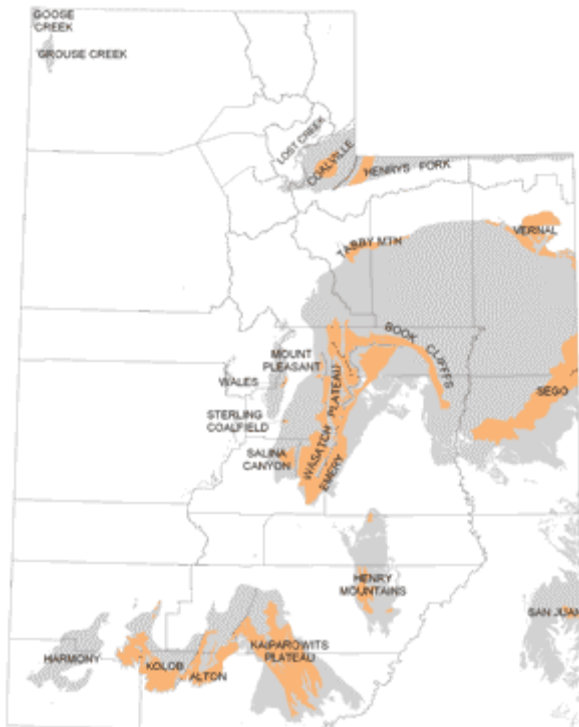 GOOSE
CREEK
GROUSE CREEK
LOST CREEK
COALVILLE
HENRYS FORK
TABBY MTN
VERNAL
BOOK CLIFFS
MOUNT
PLEASANT
WALES
SEGO
STERLING
COALFIELD
WASATCH PLATEAU
SALINA
CANYON
EMERY
HENRY
MOUNTAINS
SAN JUAN
KAIPAROWITS
PLATEAU
HARMONY
KOLOB
ALTON